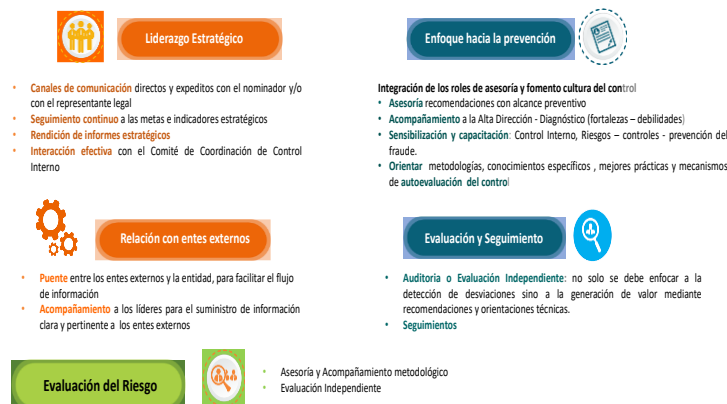 Liderazgo Estratégico
• Canales de comunicación directos y expeditos con el nominador y/o
con el representante legal
• Seguimiento continuo a las metas e indicadores estratégicos
• Rendición de informes estratégicos
• Interacción efectiva con el Comité de Coordinación de Control
Interno
Enfoque hacia la prevención
Integración de los roles de asesoría y fomento cultura del control
• Asesoría recomendaciones con alcance preventivo
• Acompañamiento a la Alta Dirección - Diagnóstico (fortalezas – debilidades)
• Sensibilización y capacitación: Control Interno, Riesgos – controles - prevención del
fraude.
• Orientar metodologías, conocimientos específicos , mejores prácticas y mecanismos
de autoevaluación del control
Relación con entes externos
• Puente entre los entes externos y la entidad, para facilitar el flujo
de información
• Acompañamiento a los líderes para el suministro de información
clara y pertinente a los entes externos
Evaluación y Seguimiento
• Auditoria o Evaluación Independiente: no solo se debe enfocar a la
detección de desviaciones sino a la generación de valor mediante
recomendaciones y orientaciones técnicas.
• Seguimientos
Evaluación del Riesgo
• Asesoría y Acompañamiento metodológico
• Evaluación Independiente